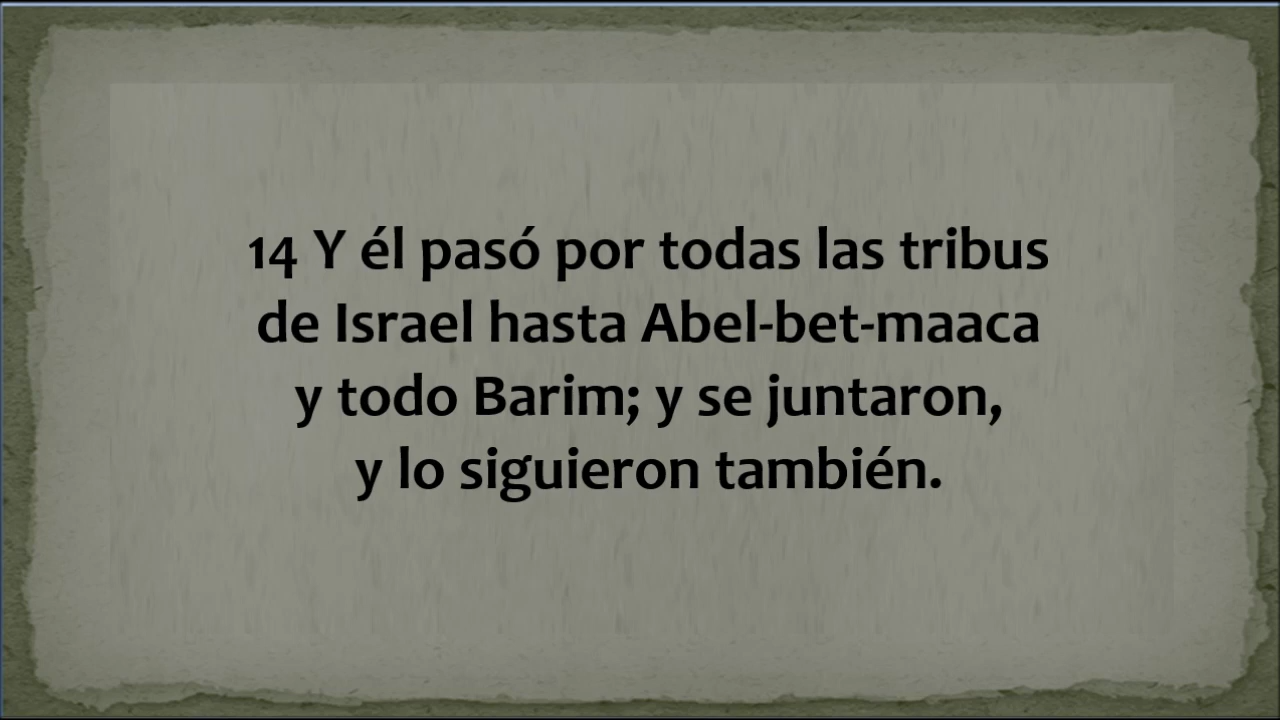 14 Y él pasó por todas las tribus
de Israel hasta Abel-bet-maaca
y todo Barim; y se juntaron,
y lo siguieron también.